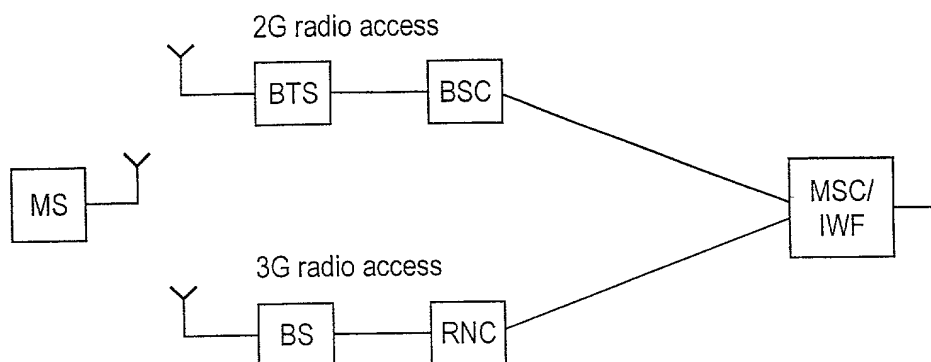 2G radio access
BTS
BSC
MS
MSC/
IWF
3G radio access
BS
RNC